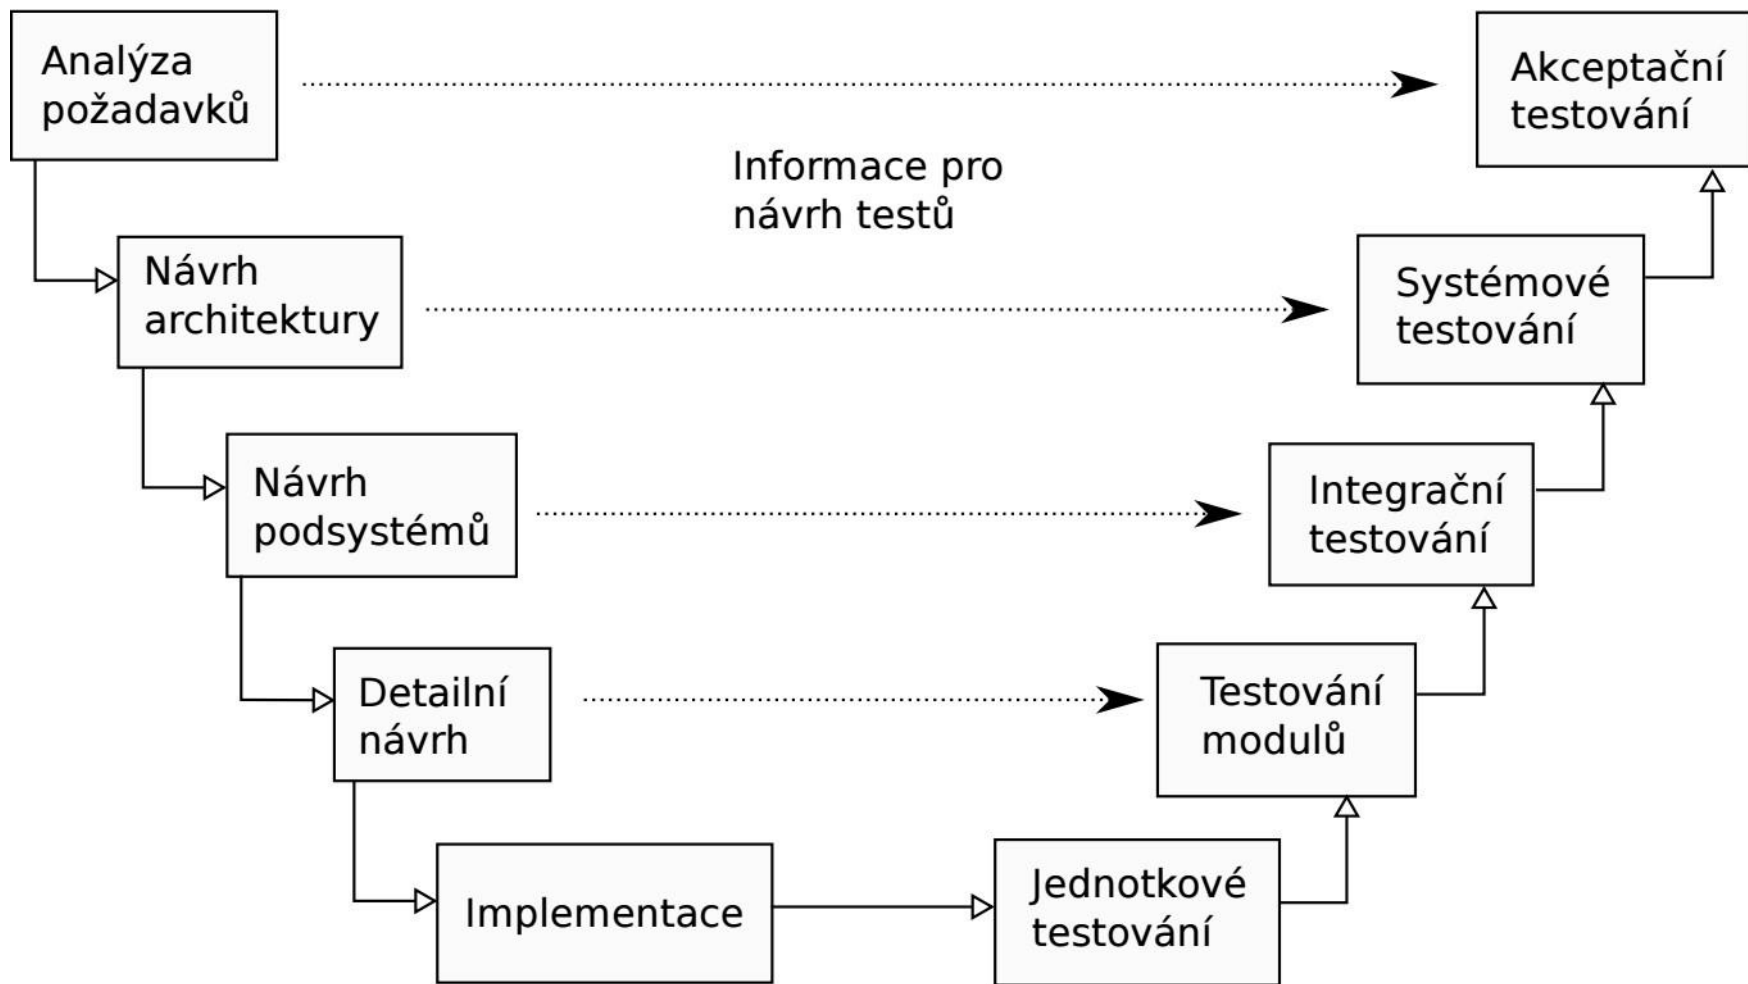 Analýza
požadavků
Akceptační
testování
Informace pro
návrh testů
Návrh
architektury
Systémové
testování
Návrh
podsystémů
Integrační
testování
Detailní
návrh
Testování
modulů
Implementace
Jednotkové
testování